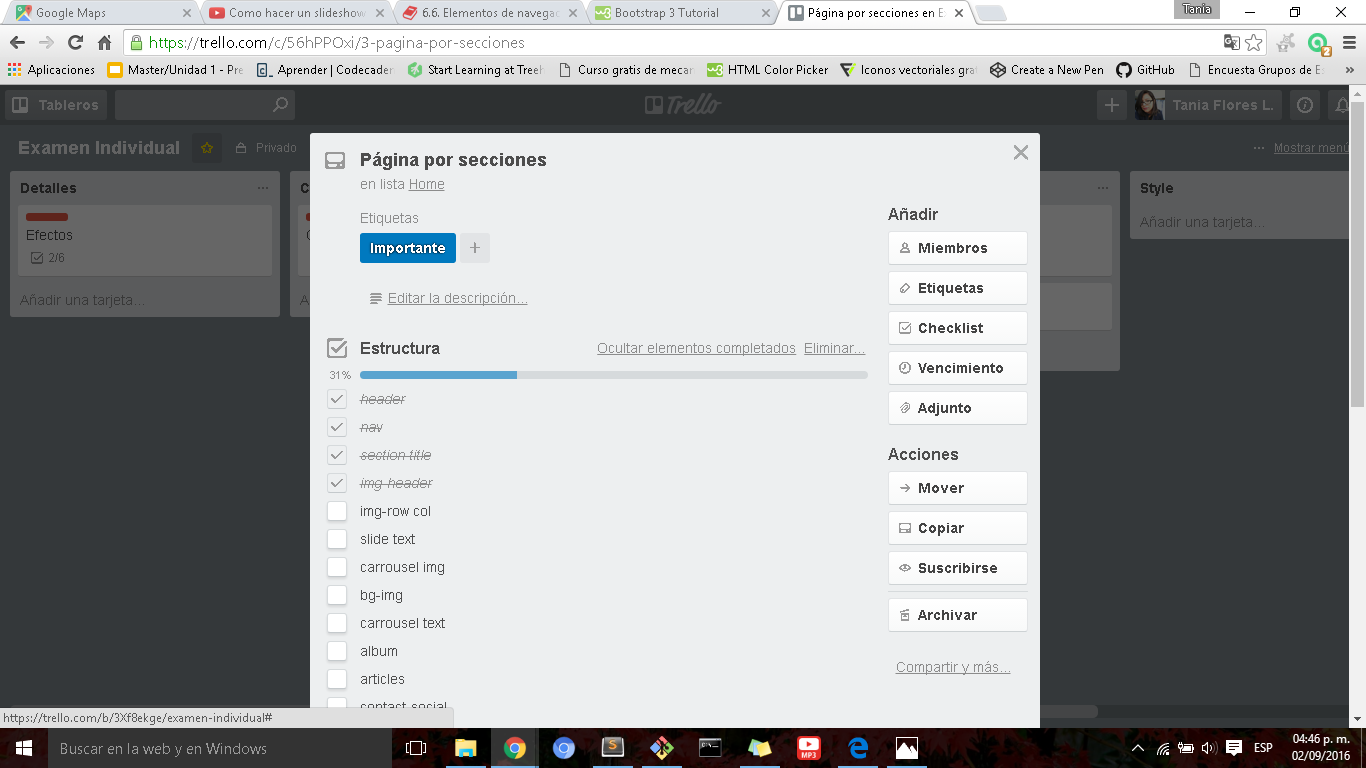 Google Maps
Como hacer un slideshow
6.6. Elementos de navegac
Bootstrap 3 Tutorial
Página por secciones en E
Tania
https://trello.com/c/56hPPOxi/3-pagina-por-secciones
Aplicaciones
Master/Unidad 1 - Pre
Aprender | Codecader
Start Learning at Treeh
Curso gratis de mecan
HTML Color Picker
Iconos vectoriales grat
Create a New Pen
GitHub
Encuesta Grupos de E
»
Tableros
Trello
Tania Flores L.
Examen Individual
Privado
Mostrar menú
Detalles
Efectos
2/6
Añadir una tarjeta...
Style
Añadir una tarjeta...
Página por secciones
en lista Home
Etiquetas
Importante
+
Editar la descripción...
Estructura
Ocultar elementos completados
Eliminar...
31%
header
nav
section title
img-header
img-row col
slide text
carrousel img
bg-img
carrousel text
album
articles
contact-social
Añadir
Miembros
Etiquetas
Checklist
Vencimiento
Adjunto
Acciones
Mover
Copiar
Suscribirse
Archivar
Compartir y más...
https://trello.com/b/3Xf8ekge/examen-individual#
Buscar en la web y en Windows
MP3
ESP
04:46 p. m.
02/09/2016